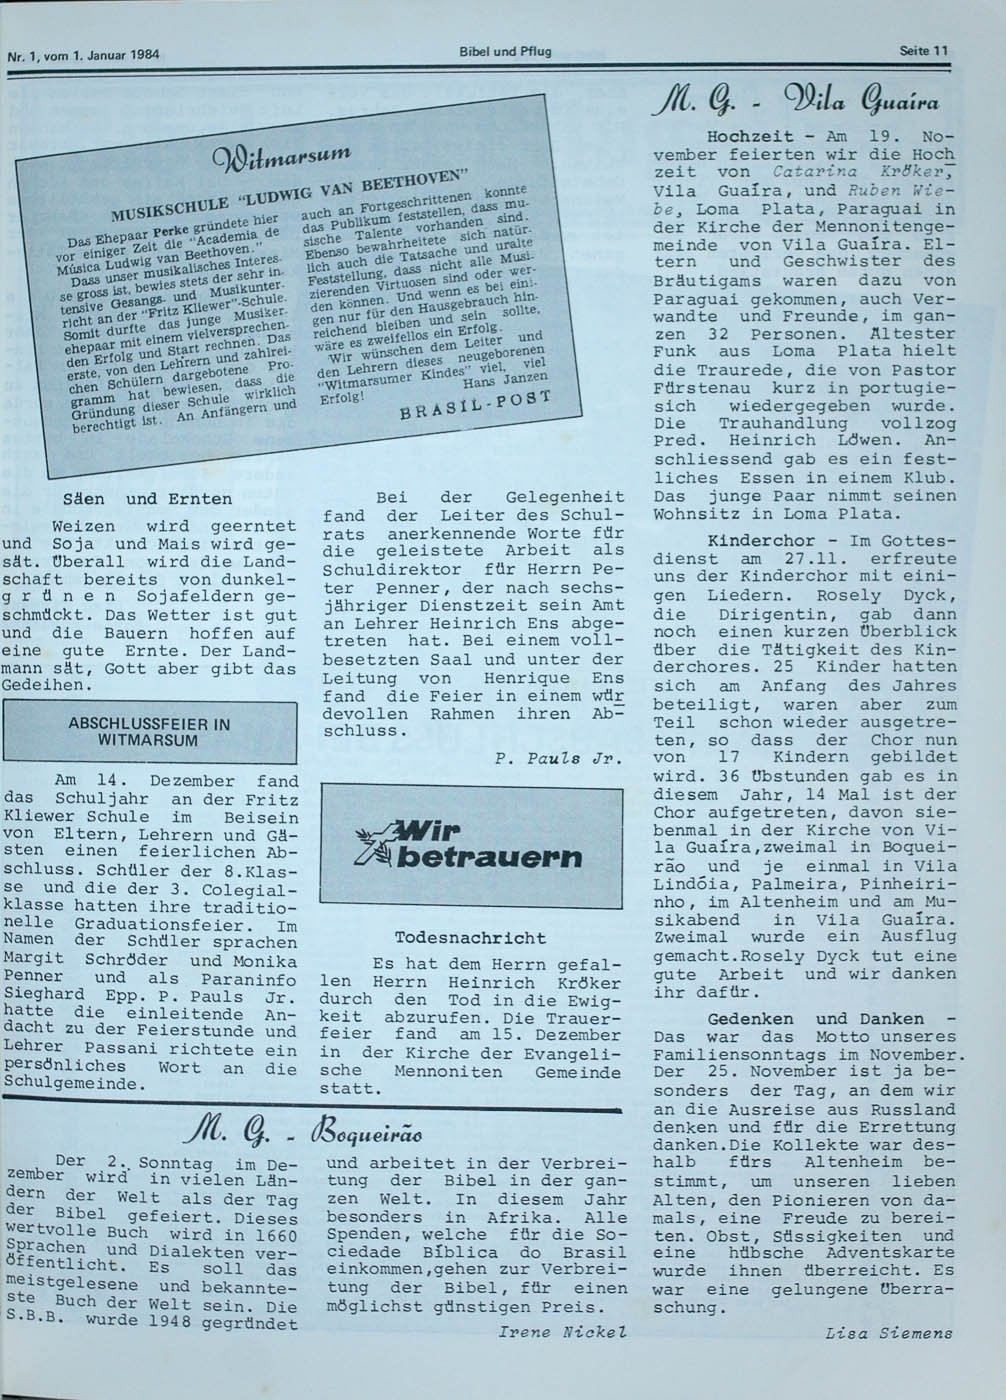 Nr. 1, vom 1. Januar 1984
Bibel und Pflug
Seite 11
Witmarsum
MUSIKSCHULE "LUDWIG VAN BEETHOVEN"
Das Ehepaar Perke gründete hier
vor einiger Zeit die "Academia de
Música Ludwig van Beethoven."
Dass unser musikalisches Interes-
se gross ist, bewies stets der sehr in-
tensive Gesangs- und Musikunter-
richt an der "Fritz Kliewer"-Schule.
Somit durfte das junge Musiker-
ehepaar mit einem vielversprechen-
den Erfolg und Start rechnen. Das
erste, von den Lehrern und zahlrei-
chen Schülern dargebotene Pro-
gramm hat bewiesen, dass die
Gründung dieser Schule wirklich
berechtigt ist. An Anfängern und
auch an Fortgeschrittenen konnte
das Publikum feststellen, dass mu-
sische Talente vorhanden sind.
Ebenso bewahrheitete sich natür-
lich auch die Tatsache und uralte
Feststellung, dass nicht alle Musi-
zierenden Virtuosen sind oder wer-
den können. Und wenn es bei eini-
gen nur für den Hausgebrauch hin-
reichend bleiben und sein sollte,
wäre es zweifellos ein Erfolg.
Wir wünschen dem Leiter und
den Lehrern dieses neugeborenen
"Witmarsumer Kindes" viel, viel
Erfolg!
Hans Janzen
BRASIL-POST
Säen und Ernten
Weizen wird geerntet
und Soja und Mais wird ge-
sät. Überall wird die Land-
schaft bereits von dunkel-
grünen Sojafeldern ge-
schmückt. Das Wetter ist gut
und die Bauern hoffen auf
eine gute Ernte. Der Land-
mann sät, Gott aber gibt das
Gedeihen.
ABSCHLUSSFEIER IN
WITMARSUM
Am 14. Dezember fand
das Schuljahr an der Fritz
Kliewer Schule im Beisein
von Eltern, Lehrern und Gä-
sten einen feierlichen Ab-
schluss. Schüler der 8.Klas-
se und die der 3. Colegial-
klasse hatten ihre traditio-
nelle Graduationsfeier. Im
Namen der Schüler sprachen
Margit Schröder und Monika
Penner und als Paraninfo
Sieghard Epp. P. Pauls Jr.
hatte die einleitende An-
dacht zu der Feierstunde und
Lehrer Passani richtete ein
persönliches Wort an die
Schulgemeinde.
Bei der Gelegenheit
fand der Leiter des Schul-
rats anerkennende Worte für
die geleistete Arbeit als
Schuldirektor für Herrn Pe-
ter Penner, der nach sechs-
jähriger Dienstzeit sein Amt
an Lehrer Heinrich Ens abge-
treten hat. Bei einem voll-
besetzten Saal und unter der
Leitung von Henrique Ens
fand die Feier in einem wür
devollen Rahmen ihren Ab-
schluss.
P. Pauls Jr.
Wir
betrauern
Todesnachricht
Es hat dem Herrn gefal-
len Herrn Heinrich Kröker
durch den Tod in die Ewig-
keit abzurufen. Die Trauer-
feier fand am 15. Dezember
in der Kirche der Evangeli-
sche Mennoniten Gemeinde
statt.
M. G. - Boqueirão
Der 2. Sonntag im De-
zember wird in vielen Län-
dern der Welt als der Tag
der Bibel gefeiert. Dieses
wertvolle Buch wird in 1660
Sprachen und Dialekten ver-
öffentlicht. Es soll das
meistgelesene und bekannte-
ste Buch der Welt sein. Die
S.B.B. wurde 1948 gegründet
und arbeitet in der Verbrei-
tung der Bibel in der gan-
zen Welt. In diesem Jahr
besonders in Afrika. Alle
Spenden, welche für die So-
ciedade Bíblica do Brasil
einkommen,gehen zur Verbrei-
tung der Bibel, für einen
möglichst günstigen Preis.
Irene Nickel
M. G. - Vila Guaíra
Hochzeit - Am 19. No-
vember feierten wir die Hoch
zeit von Catarina Kröker,
Vila Guaíra, und Ruben Wie-
be, Loma Plata, Paraguai in
der Kirche der Mennonitenge-
meinde von Vila Guaíra. El-
tern und Geschwister des
Bräutigams waren dazu von
Paraguai gekommen, auch Ver-
wandte und Freunde, im gan-
zen 32 Personen. Ältester
Funk aus Loma Plata hielt
die Traurede, die von Pastor
Fürstenau kurz in portugie-
sich wiedergegeben wurde.
Die Trauhandlung vollzog
Pred. Heinrich Löwen. An-
schliessend gab es ein fest-
liches Essen in einem Klub.
Das junge Paar nimmt seinen
Wohnsitz in Loma Plata.
Kinderchor - Im Gottes-
dienst am 27.11. erfreute
uns der Kinderchor mit eini-
gen Liedern. Rosely Dyck,
die Dirigentin, gab dann
noch einen kurzen Überblick
über die Tätigkeit des Kin-
derchores. 25 Kinder hatten
sich am Anfang des Jahres
beteiligt, waren aber zum
Teil schon wieder ausgetre-
ten, so dass der Chor nun
von 17 Kindern gebildet
wird. 36 Übstunden gab es in
diesem Jahr, 14 Mal ist der
Chor aufgetreten, davon sie-
benmal in der Kirche von Vi-
la Guaíra,zweimal in Boquei-
rão und je einmal in Vila
Lindóia, Palmeira, Pinheiri-
nho, im Altenheim und am Mu-
sikabend in Vila Guaíra.
Zweimal wurde ein Ausflug
gemacht.Rosely Dyck tut eine
gute Arbeit und wir danken
ihr dafür.
Gedenken und Danken -
Das war das Motto unseres
Familiensonntags im November.
Der 25. November ist ja be-
sonders der Tag, an dem wir
an die Ausreise aus Russland
denken und für die Errettung
danken.Die Kollekte war des-
halb fürs Altenheim be-
stimmt, um unseren lieben
Alten, den Pionieren von da-
mals, eine Freude zu berei-
ten. Obst, Süssigkeiten und
eine hübsche Adventskarte
wurde ihnen überreicht. Es
war eine gelungene Überra-
schung.
Lisa Siemens